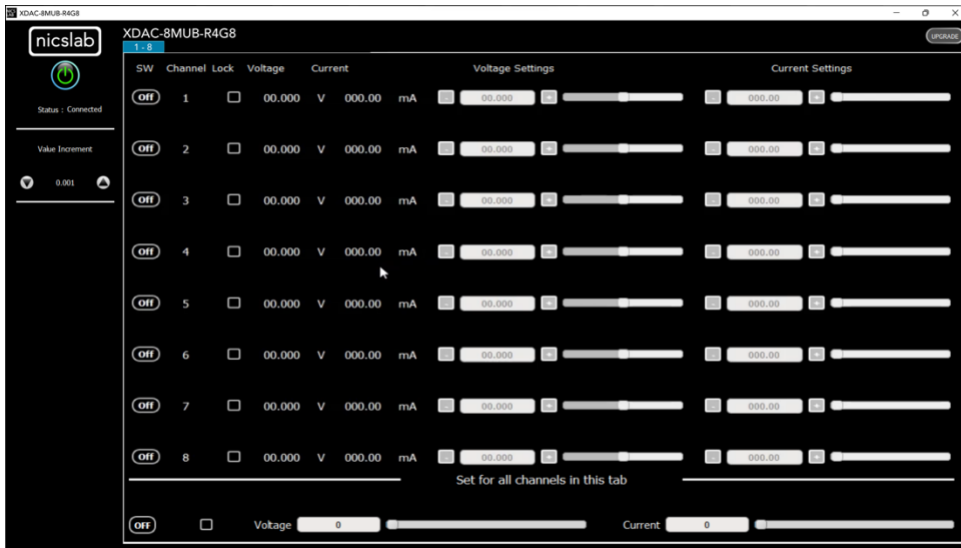 XDAC-8MUB-R4G8
nicslab
XDAC-8MUB-R4G8
UPGRADE
1 - 8
SW Channel Lock Voltage Current Voltage Settings Current Settings
Off 1 00.000 V 000.00 mA - 00.000 + - 000.00 +
Status : Connected
Value Increment
Off 2 00.000 V 000.00 mA - 00.000 + - 000.00 +
0.001
Off 3 00.000 V 000.00 mA - 00.000 + - 000.00 +
Off 4 00.000 V 000.00 mA - 00.000 + - 000.00 +
Off 5 00.000 V 000.00 mA - 00.000 + - 000.00 +
Off 6 00.000 V 000.00 mA - 00.000 + - 000.00 +
Off 7 00.000 V 000.00 mA - 00.000 + - 000.00 +
Off 8 00.000 V 000.00 mA - 00.000 + - 000.00 +
Set for all channels in this tab
OFF Voltage 0 Current 0